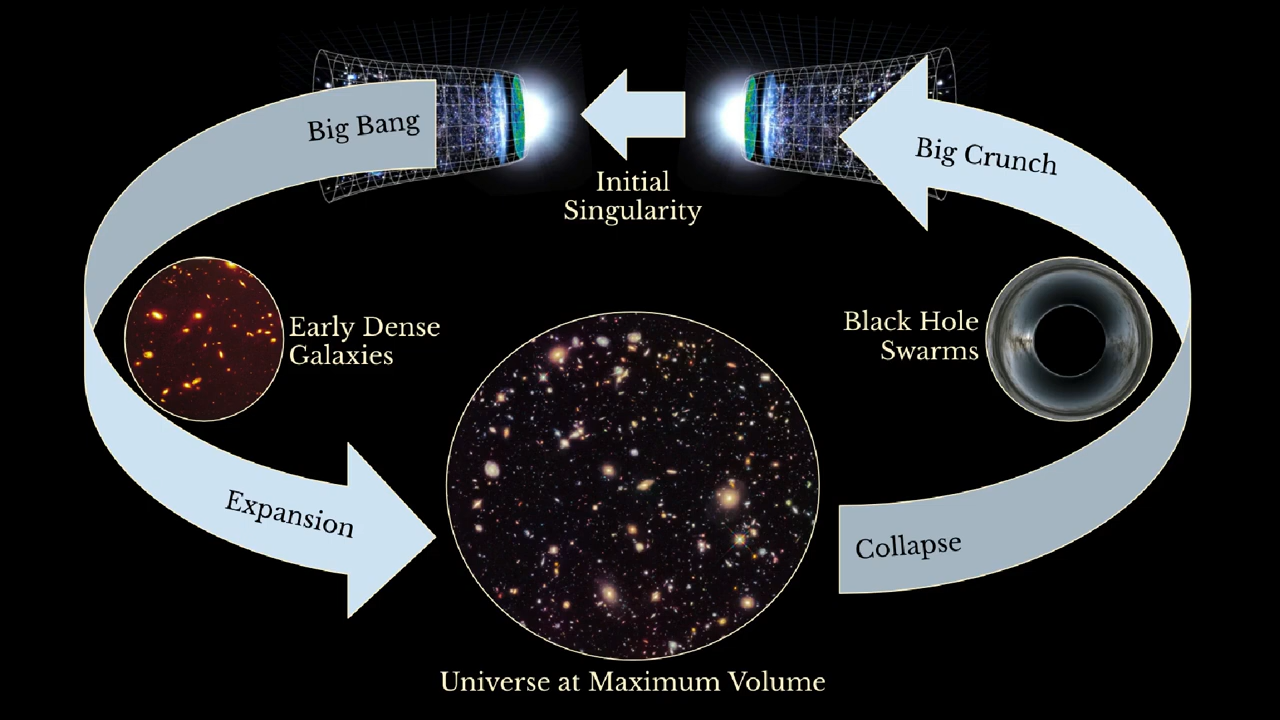 Big Bang
Big Crunch
Initial
Singularity
Early Dense
Galaxies
Black Hole
Swarms
Expansion
Collapse
Universe at Maximum Volume